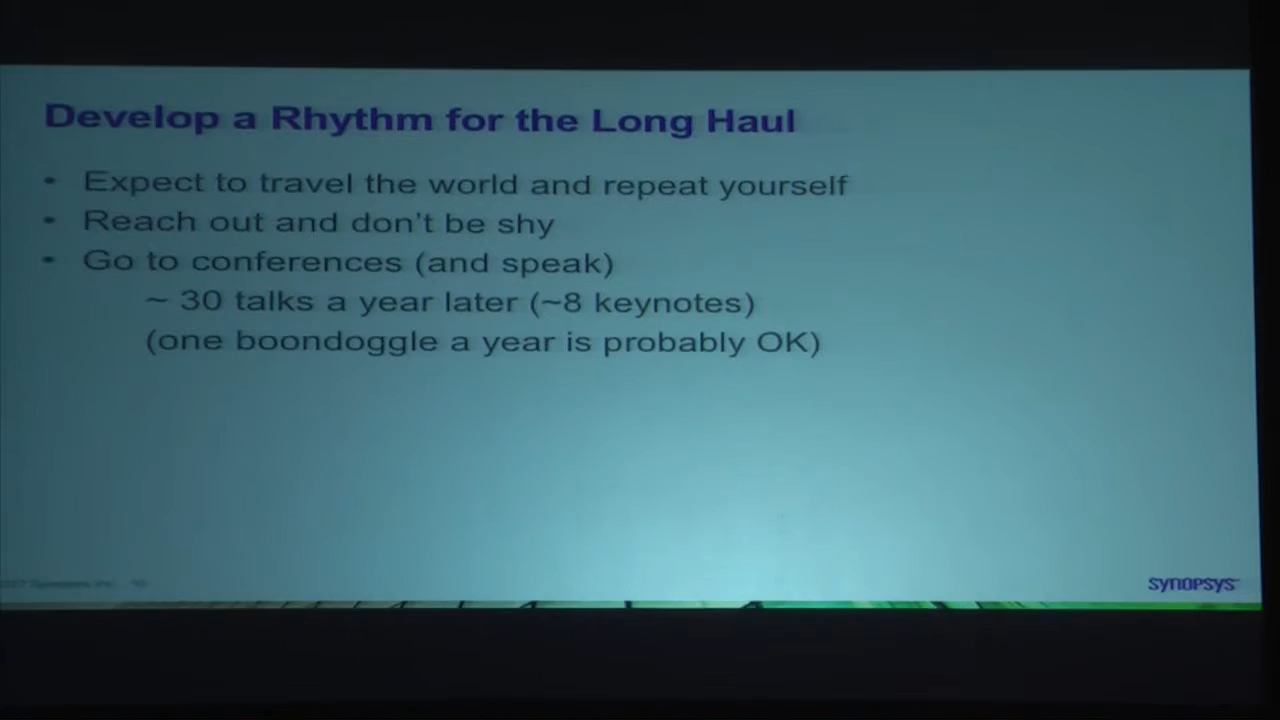 Develop a Rhythm for the Long Haul
• Expect to travel the world and repeat yourself
• Reach out and don't be shy
• Go to conferences (and speak)
~ 30 talks a year later (~8 keynotes)
(one boondoggle a year is probably OK)
SYNOPSYS